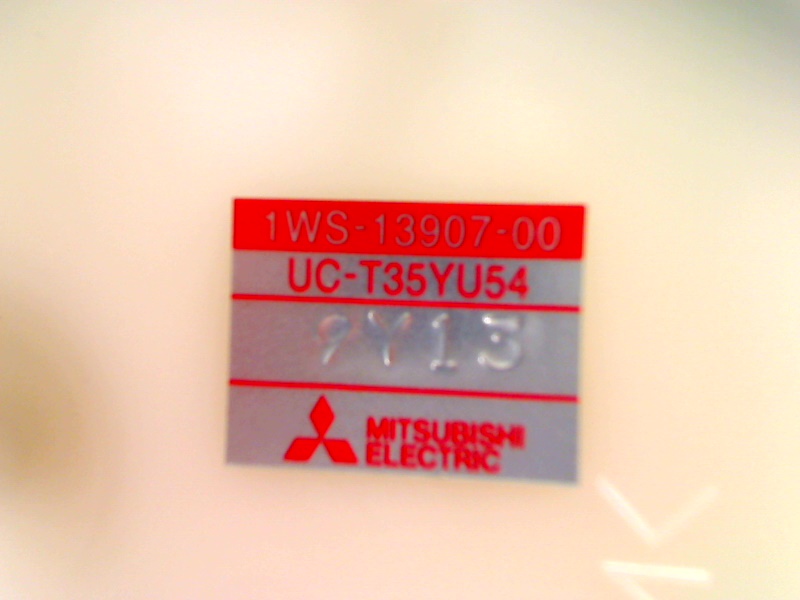 1WS-13907-00
UC-T35YU54
9Y13
MITSUBISHI
ELECTRIC